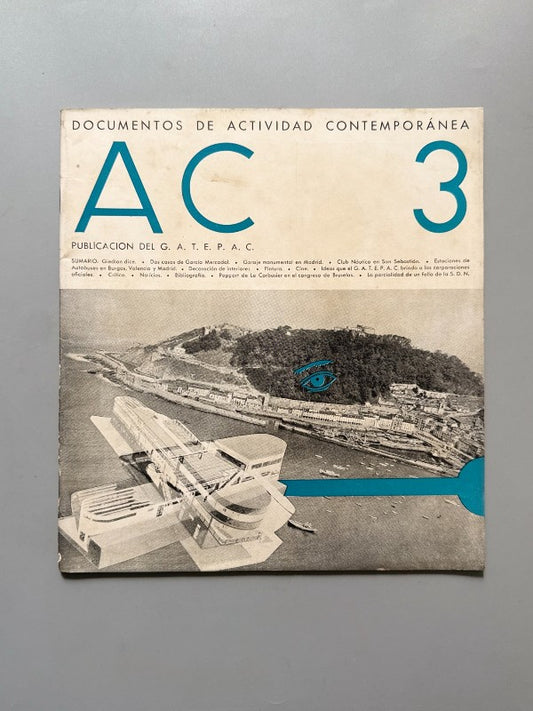 DOCUMENTOS DE ACTIVIDAD CONTEMPORÁNEA
AC 3
PUBLICACION DEL G. A. T. E. P. A. C.
SUMARIO: Giedion dice. • Dos casas de García Mercadal. • Garaje monumental en Madrid. • Club Náutico en San Sebastián. • Estaciones de
Autobuses en Burgos, Valencia y Madrid. • Decoración de interiores. • Pintura. • Cine. • Ideas que el G. A. T. E. P. A. C. brinda a las corporaciones
oficiales. • Crítica. • Noticias. • Bibliografía. • Rapport de Le Corbusier en el congreso de Bruselas. • La parcialidad de un fallo de la S. D. N.